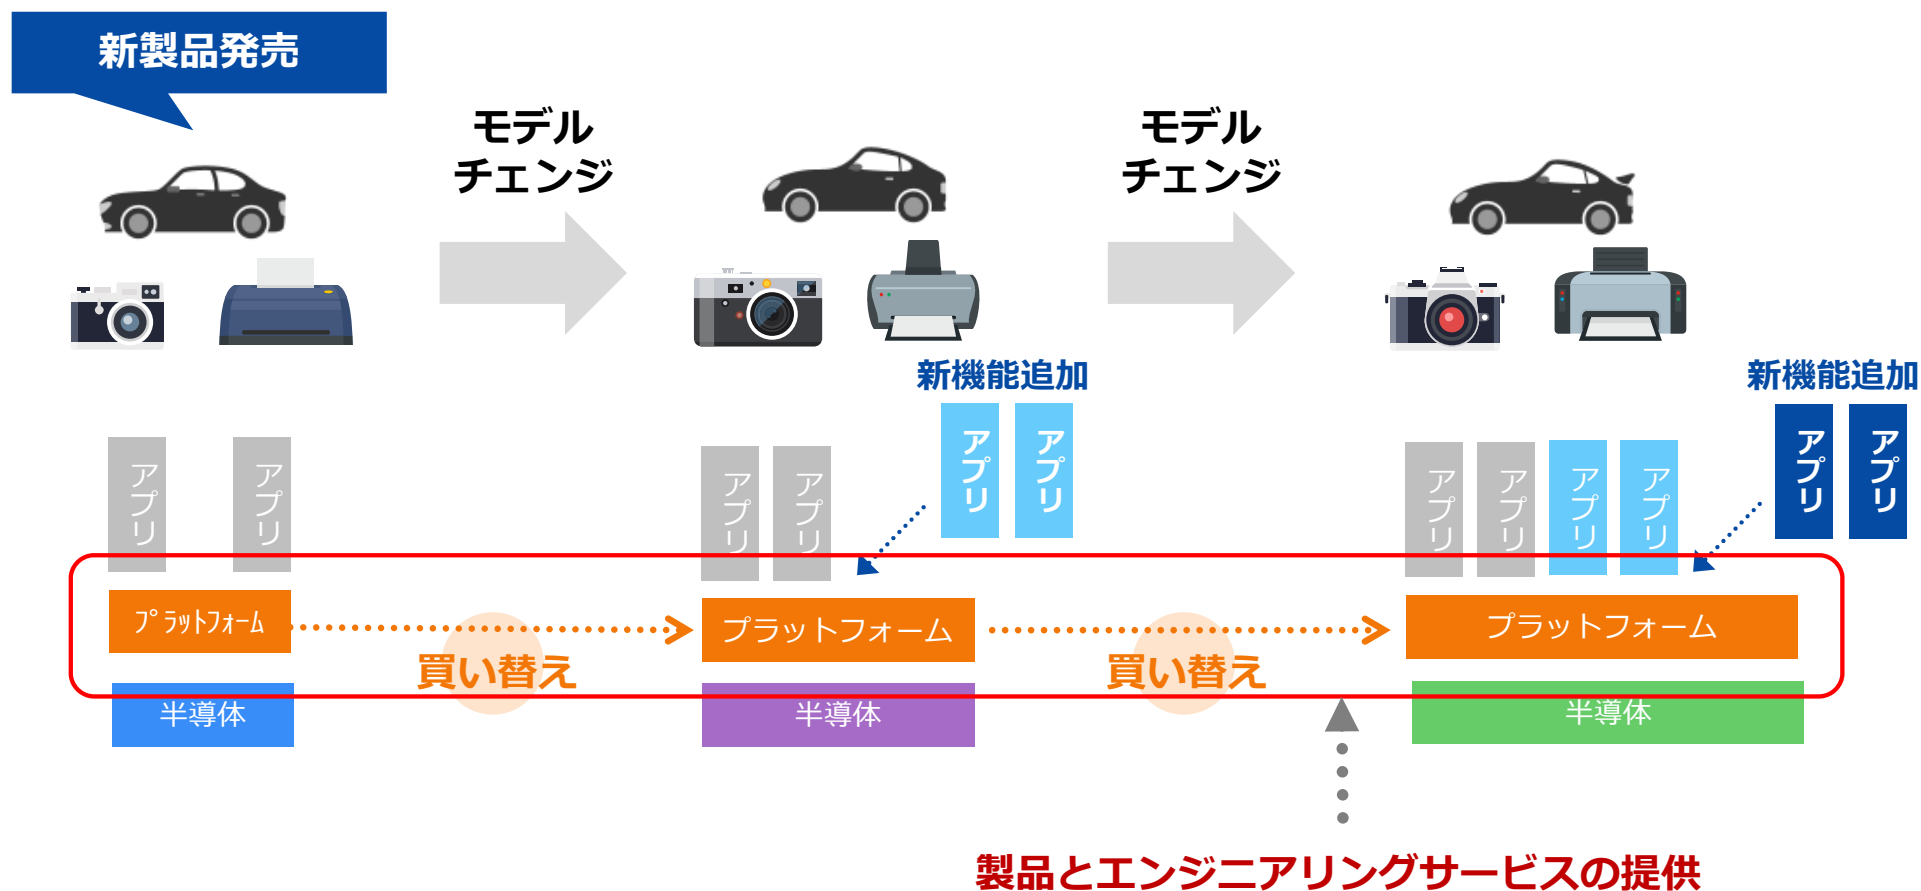 新製品発売
モデル
チェンジ
モデル
チェンジ
新機能追加
新機能追加
アプリ
アプリ
アプリ
アプリ
アプリ
アプリ
アプリ
アプリ
アプリ
アプリ
アプリ
アプリ
プラットフォーム
プラットフォーム
プラットフォーム
買い替え
買い替え
半導体
半導体
半導体
製品とエンジニアリングサービスの提供